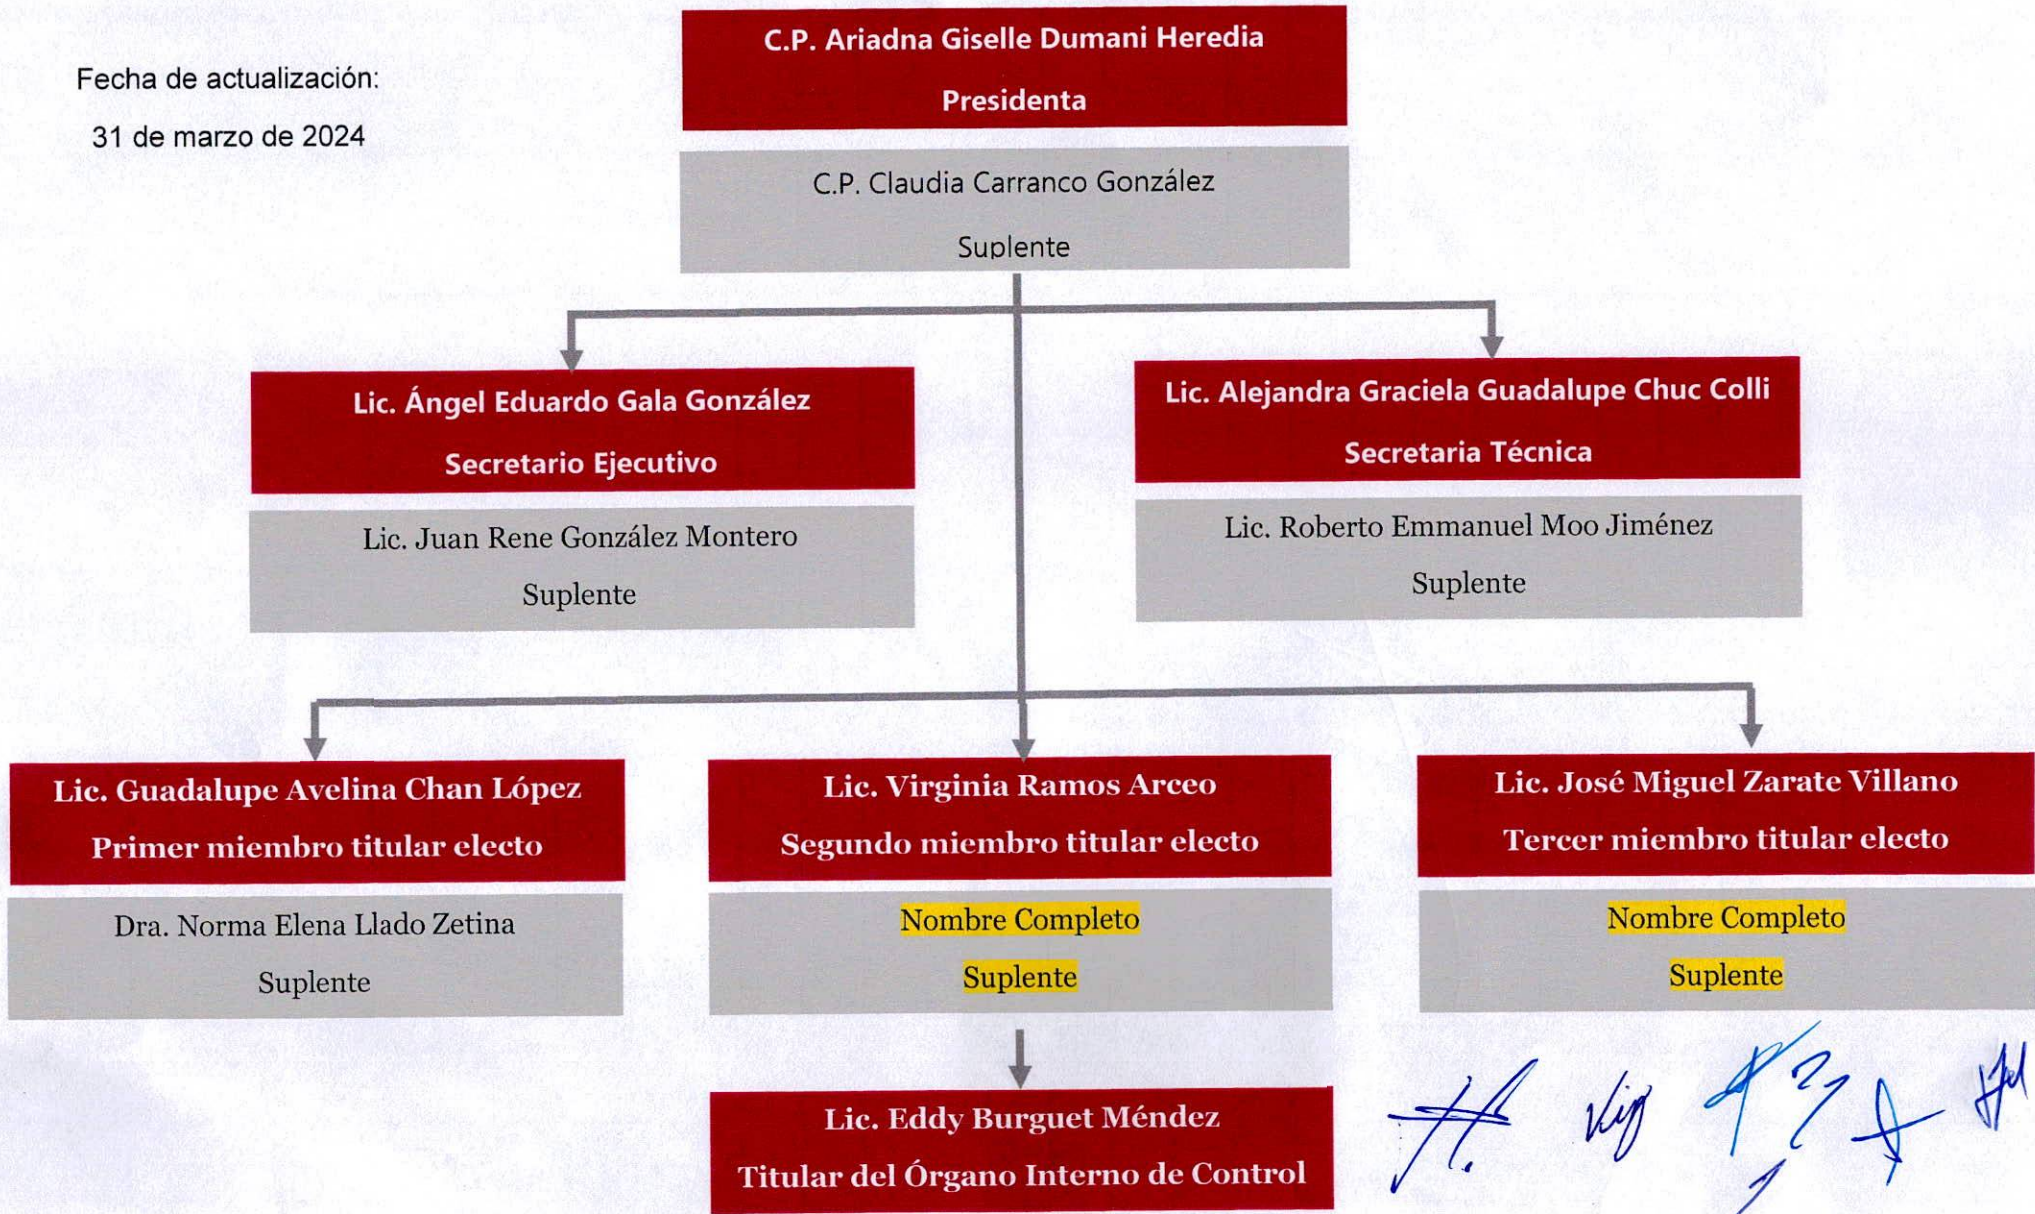 Fecha de actualización:
31 de marzo de 2024
C.P. Ariadna Giselle Dumani Heredia
Presidenta
C.P. Claudia Carranco González
Suplente
Lic. Ángel Eduardo Gala González
Secretario Ejecutivo
Lic. Juan Rene González Montero
Suplente
Lic. Alejandra Graciela Guadalupe Chuc Colli
Secretaria Técnica
Lic. Roberto Emmanuel Moo Jiménez
Suplente
Lic. Guadalupe Avelina Chan López
Primer miembro titular electo
Dra. Norma Elena Llado Zetina
Suplente
Lic. Virginia Ramos Arceo
Segundo miembro titular electo
Nombre Completo
Suplente
Lic. José Miguel Zarate Villano
Tercer miembro titular electo
Nombre Completo
Suplente
Lic. Eddy Burguet Méndez
Titular del Órgano Interno de Control